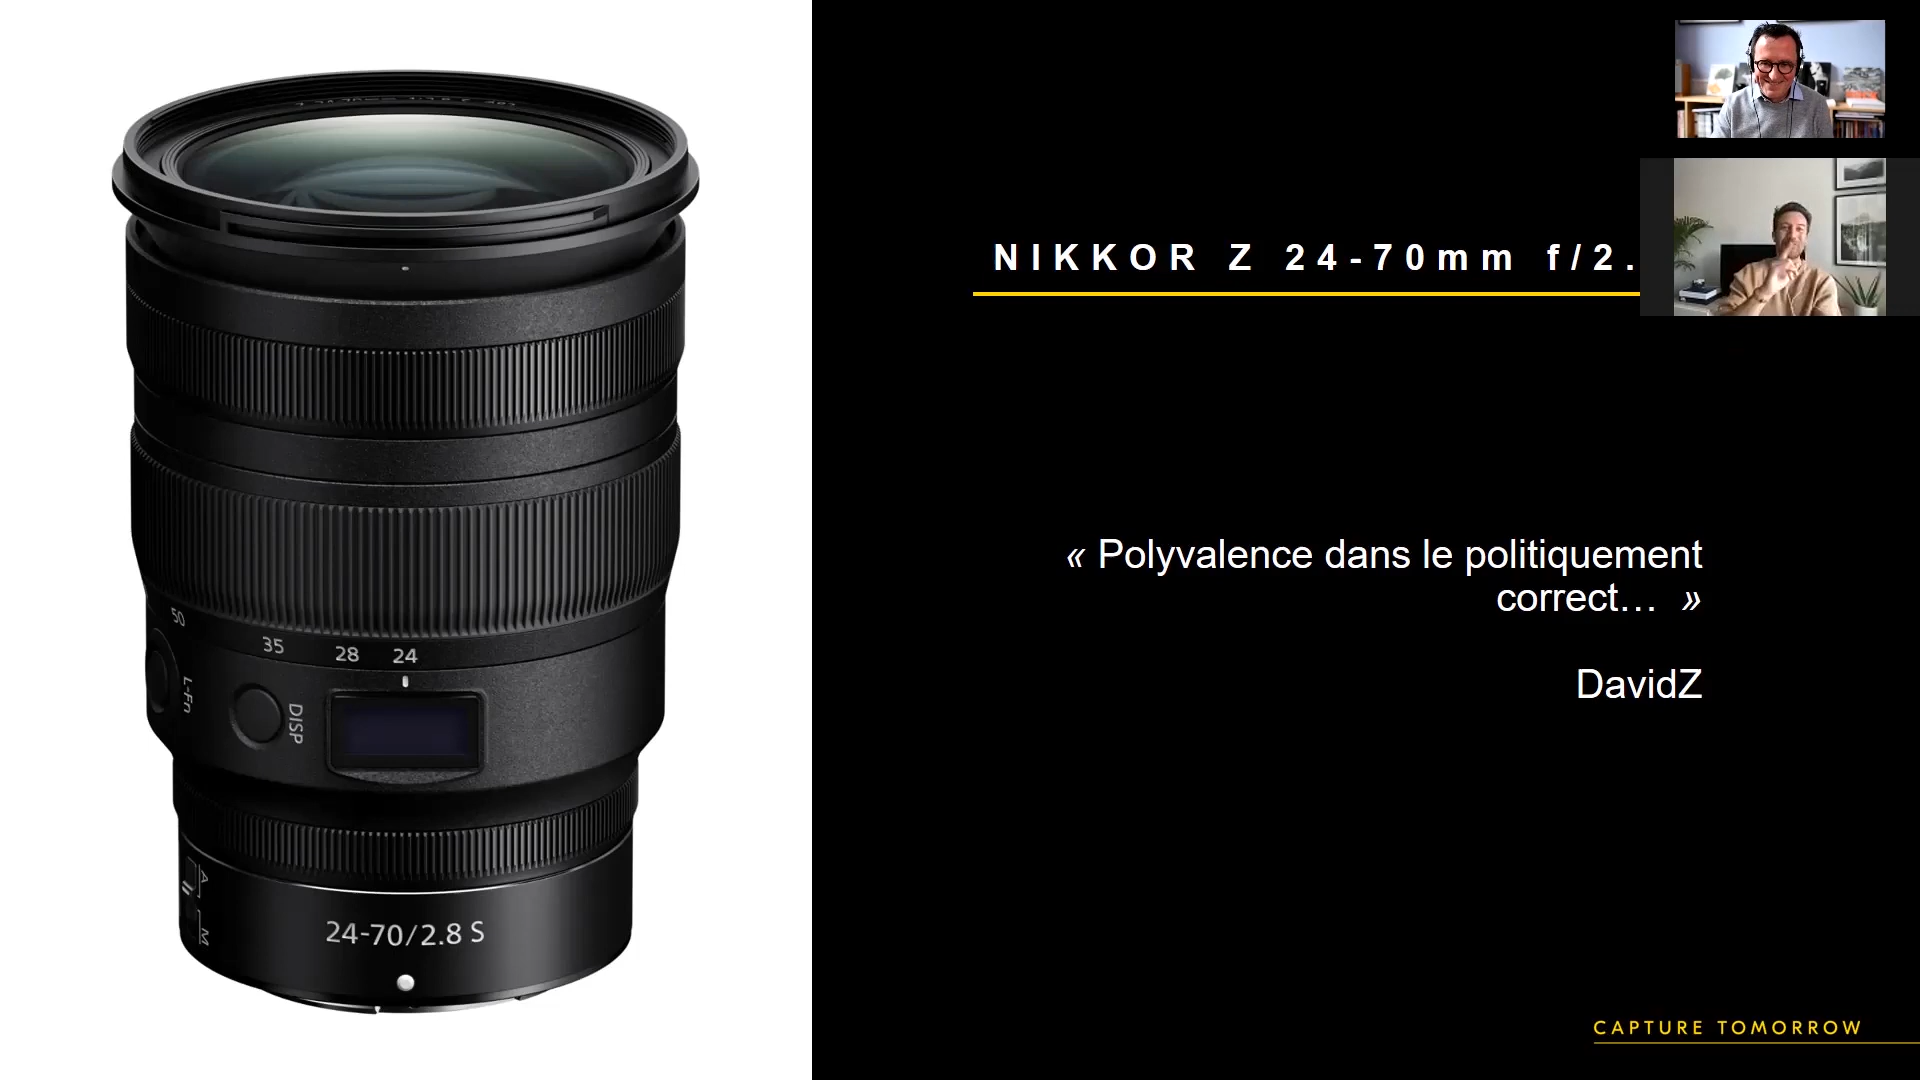 NIKKOR Z 24-70mm f/2.
« Polyvalence dans le politiquement
correct… »
DavidZ
50
35
28
24
L-Fn
DISP
A
M
24-70/2.8 S
CAPTURE TOMORROW